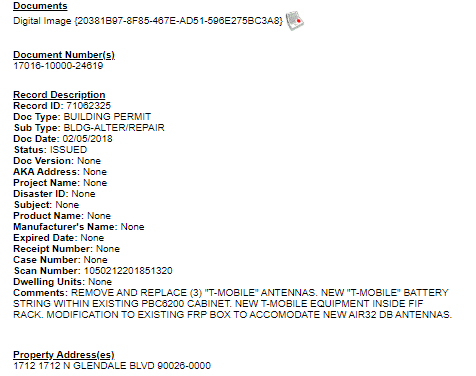 Documents
Digital Image {20381B97-8F85-467E-AD51-596E275BC3A8}
Document Number(s)
17016-10000-24619
Record Description
Record ID: 71062325
Doc Type: BUILDING PERMIT
Sub Type: BLDG-ALTER/REPAIR
Doc Date: 02/05/2018
Status: ISSUED
Doc Version: None
AKA Address: None
Project Name: None
Disaster ID: None
Subject: None
Product Name: None
Manufacturer's Name: None
Expired Date: None
Receipt Number: None
Case Number: None
Scan Number: 1050212201851320
Dwelling Units: None
Comments: REMOVE AND REPLACE (3) "T-MOBILE" ANTENNAS. NEW "T-MOBILE" BATTERY
STRING WITHIN EXISTING PBC6200 CABINET. NEW T-MOBILE EQUIPMENT INSIDE FIF
RACK. MODIFICATION TO EXISTING FRP BOX TO ACCOMODATE NEW AIR32 DB ANTENNAS.
Property Address(es)
1712 1712 N GLENDALE BLVD 90026-0000